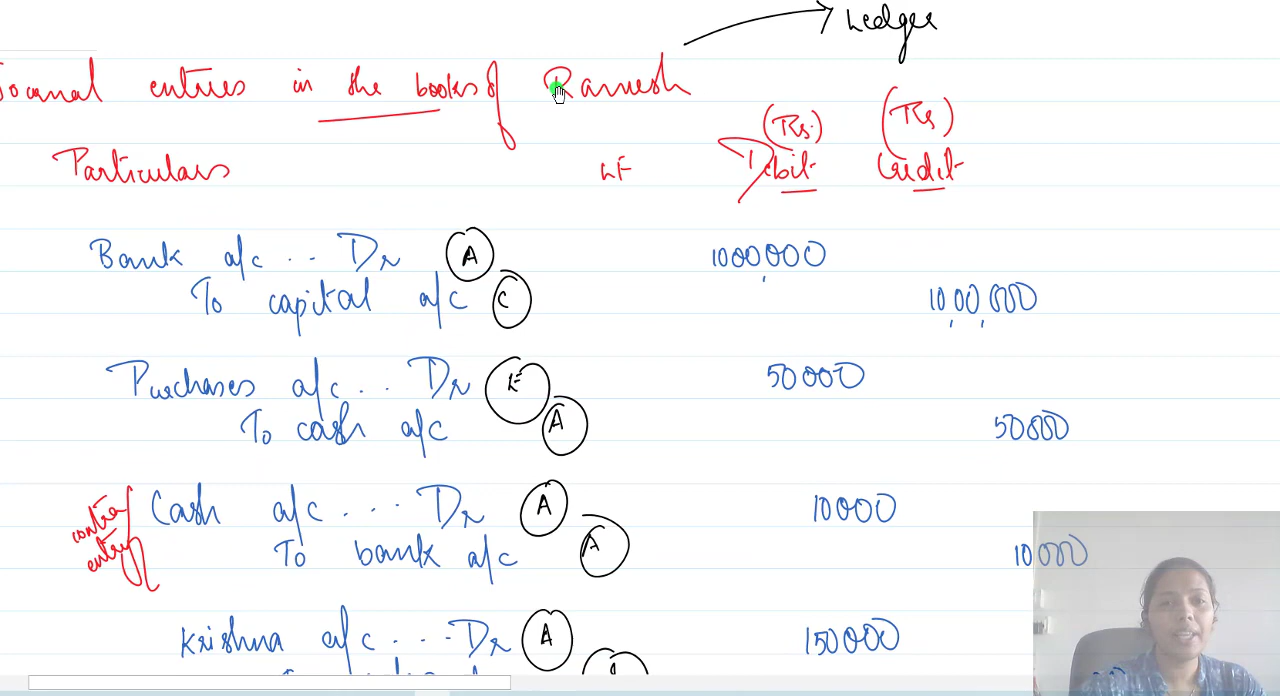 Ledger
Journal entries in the books of Ramesh
(Rs.) (Rs)
Particulars LF Debit Credit
Bank a/c .. Dr A 1000000
To capital a/c C 10,00,000
Purchases a/c ... Dr E 50000
To cash a/c A 50000
contra entry
Cash a/c .... Dr A 10000
To bank a/c A 10000
Krishna a/c .... Dr A 150000